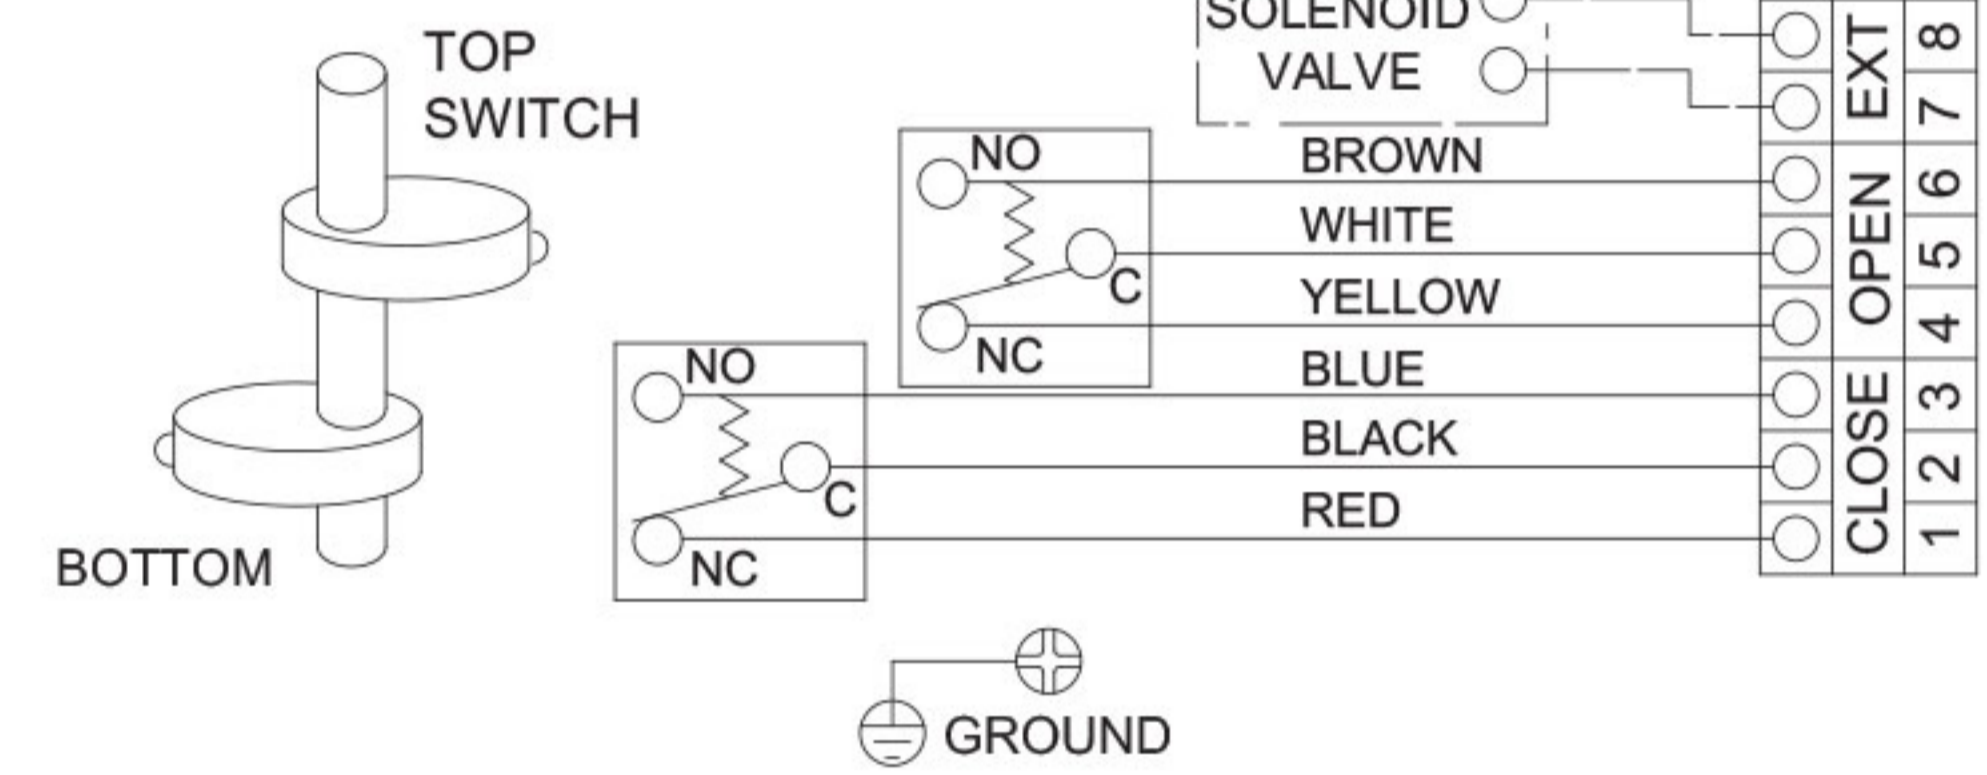 TOP
SWITCH
BOTTOM
SOLENOID
VALVE
NO
C
NC
NO
C
NC
BROWN
WHITE
YELLOW
BLUE
BLACK
RED
GROUND
EXT
OPEN
CLOSE
8
7
6
5
4
3
2
1